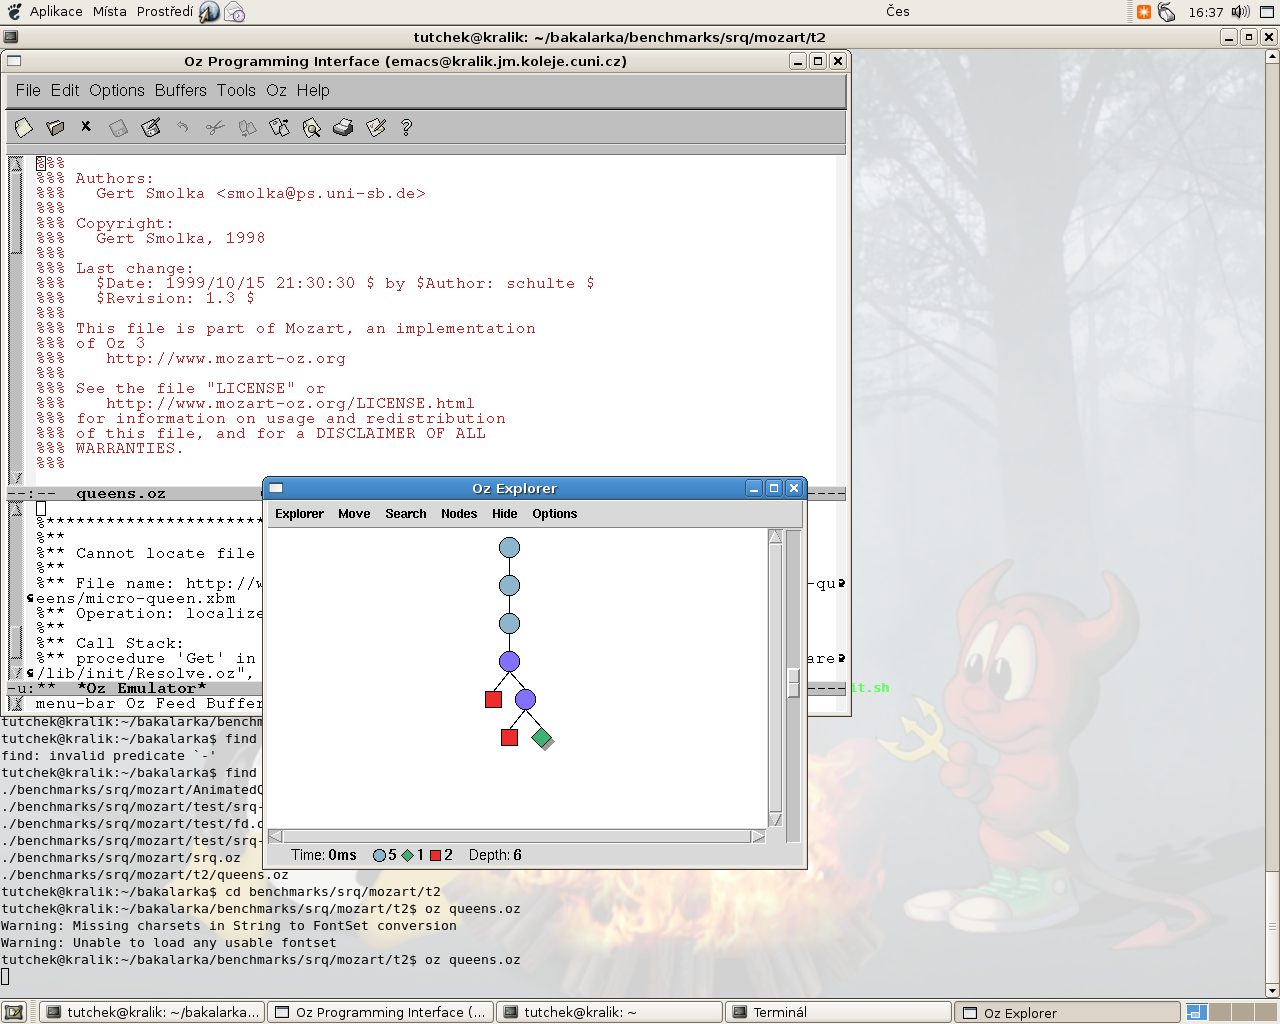 Aplikace Místa Prostředí Čes 16:37
tutchek@kralik: ~/bakalarka/benchmarks/srq/mozart/t2
Oz Programming Interface (emacs@kralik.jm.koleje.cuni.cz)
File Edit Options Buffers Tools Oz Help
%%%
%%% Authors:
%%%   Gert Smolka <smolka@ps.uni-sb.de>
%%%
%%% Copyright:
%%%   Gert Smolka, 1998
%%%
%%% Last change:
%%%   $Date: 1999/10/15 21:30:30 $ by $Author: schulte $
%%%   $Revision: 1.3 $
%%%
%%% This file is part of Mozart, an implementation
%%% of Oz 3
%%%    http://www.mozart-oz.org
%%%
%%% See the file "LICENSE" or
%%%    http://www.mozart-oz.org/LICENSE.html
%%% for information on usage and redistribution
%%% of this file, and for a DISCLAIMER OF ALL
%%% WARRANTIES.
%%%
--:--  queens.oz
%**********************
%**
%** Cannot locate file
%**
%** File name: http://w -qu
eens/micro-queen.xbm
%** Operation: localize
%**
%** Call Stack:
%** procedure 'Get' in are
/lib/init/Resolve.oz",
-u:**  *Oz Emulator*
menu-bar Oz Feed Buffer
it.sh
Oz Explorer
Explorer Move Search Nodes Hide Options
Time: 0ms 5 1 2 Depth: 6
tutchek@kralik:~/bakalarka/benchm
tutchek@kralik:~/bakalarka$ find
find: invalid predicate `-'
tutchek@kralik:~/bakalarka$ find
./benchmarks/srq/mozart/Animated
./benchmarks/srq/mozart/test/srq-
./benchmarks/srq/mozart/test/fd.o
./benchmarks/srq/mozart/test/srq-
./benchmarks/srq/mozart/srq.oz
./benchmarks/srq/mozart/t2/queens.oz
tutchek@kralik:~/bakalarka$ cd benchmarks/srq/mozart/t2
tutchek@kralik:~/bakalarka/benchmarks/srq/mozart/t2$ oz queens.oz
Warning: Missing charsets in String to FontSet conversion
Warning: Unable to load any usable fontset
tutchek@kralik:~/bakalarka/benchmarks/srq/mozart/t2$ oz queens.oz
tutchek@kralik: ~/bakalarka... Oz Programming Interface (... tutchek@kralik: ~ Terminál Oz Explorer